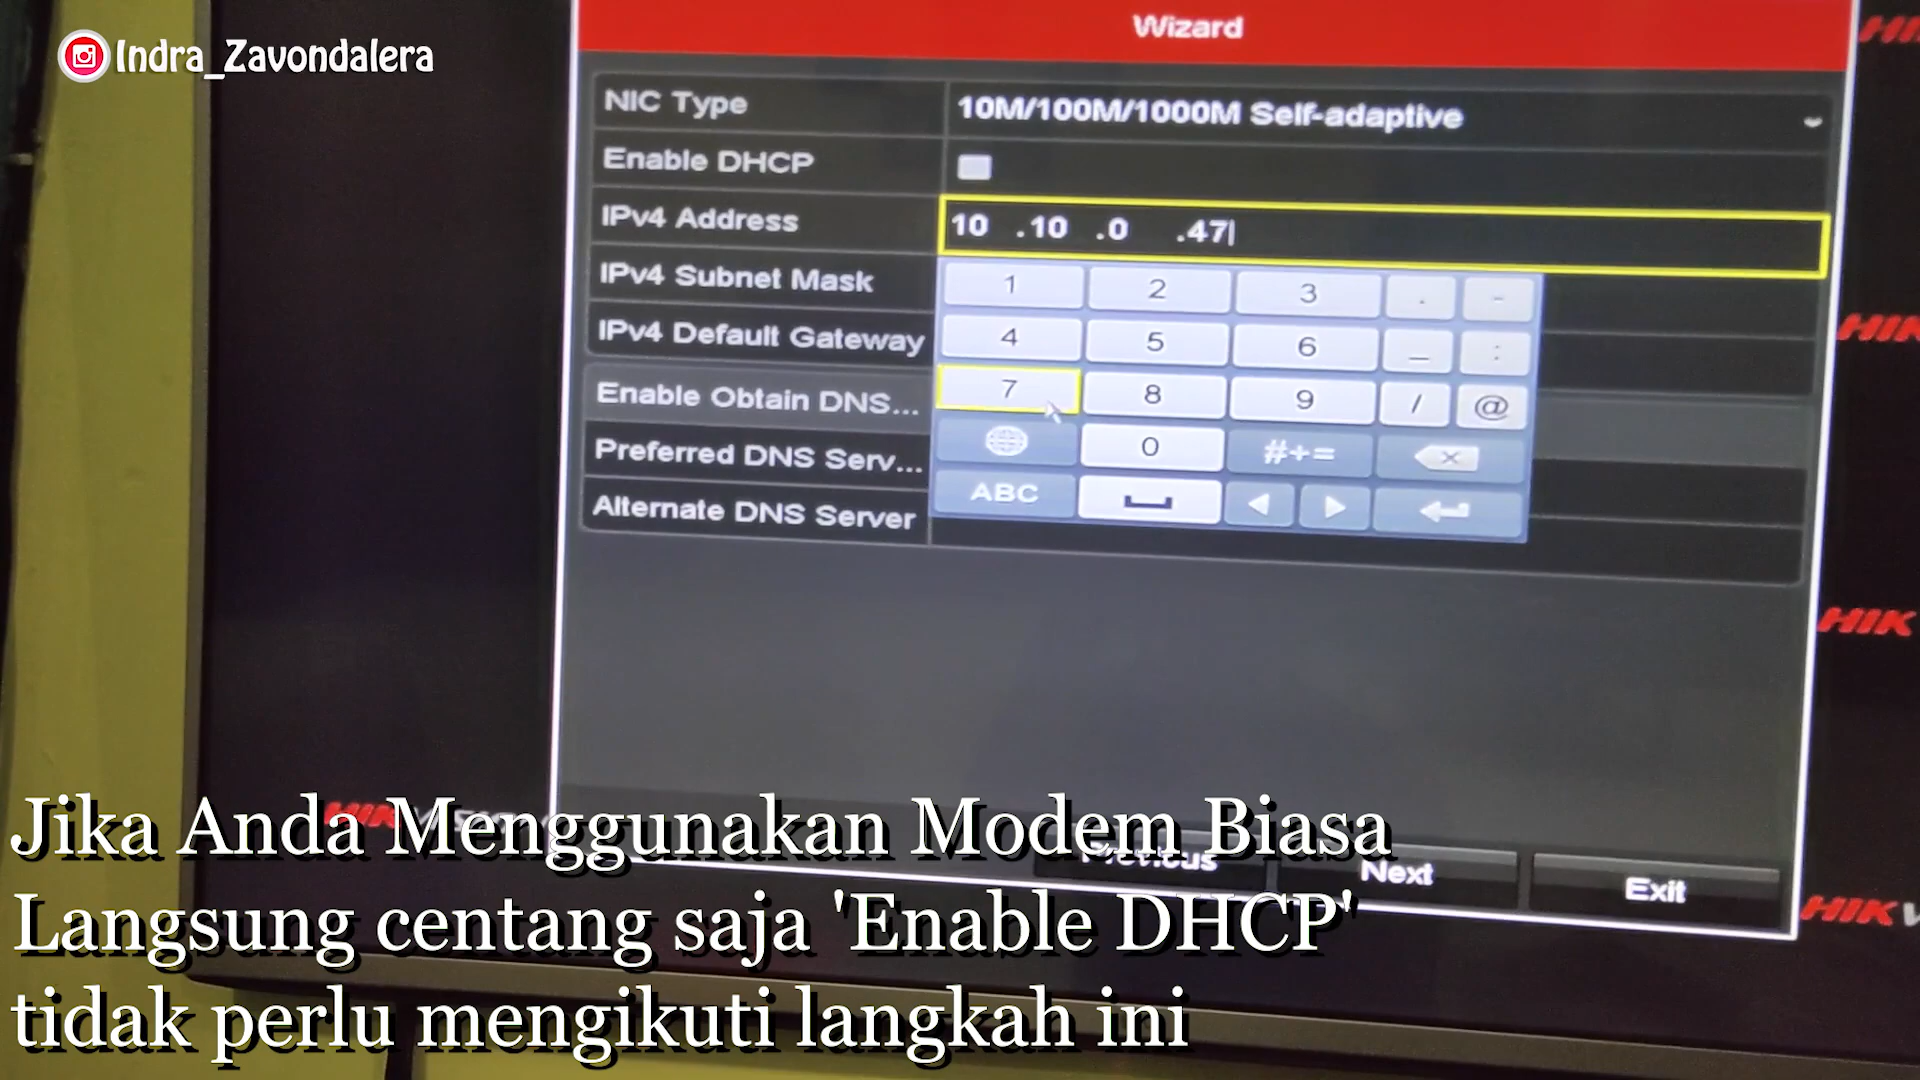 Indra_Zavondalera
Wizard
NIC Type
10M/100M/1000M Self-adaptive
Enable DHCP
IPv4 Address
10 .10 .0 .47
IPv4 Subnet Mask
IPv4 Default Gateway
Enable Obtain DNS...
Preferred DNS Serv...
Alternate DNS Server
1 2 3 . -
4 5 6 _ :
7 8 9 / @
0 #+=
ABC
HIK
HIK
HIK
HIKV
Previous
Next
Exit
Jika Anda Menggunakan Modem Biasa
Langsung centang saja 'Enable DHCP'
tidak perlu mengikuti langkah ini